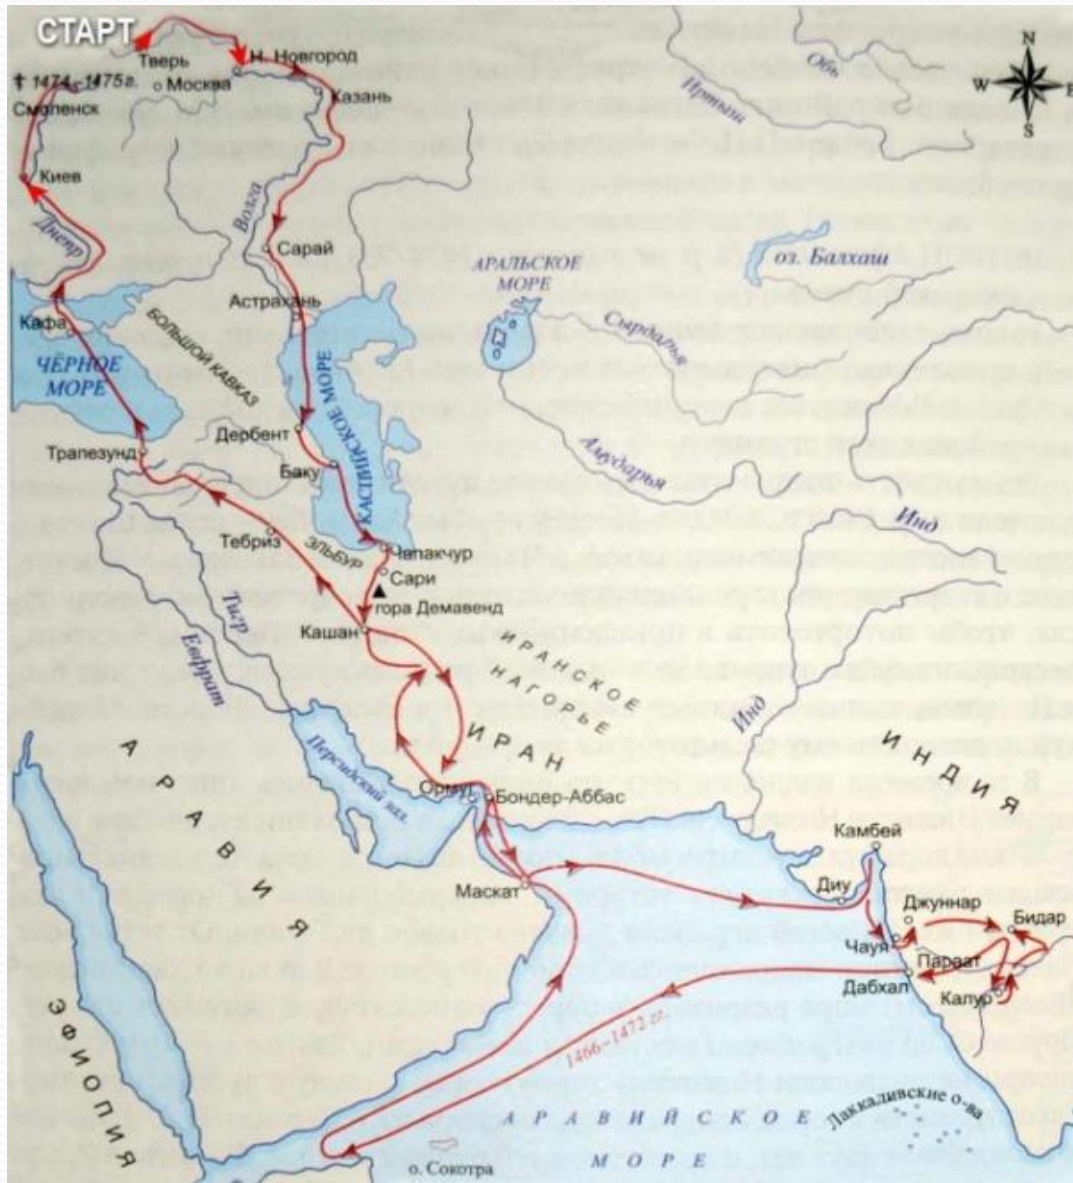 СТАРТ
Тверь
Н. Новгород
Москва
Казань
✝ 1474–1475 г.
Смоленск
Киев
Днепр
Волга
Сарай
Астрахань
Обь
Иртыш
N
W
E
S
АРАЛЬСКОЕ
МОРЕ
оз. Балхаш
Сырдарья
Амударья
Кафа
ЧЁРНОЕ
МОРЕ
БОЛЬШОЙ КАВКАЗ
КАСПИЙСКОЕ МОРЕ
Дербент
Баку
Трапезунд
Тебриз
ЭЛЬБУР
Чапакчур
Сари
гора Демавенд
Кашан
Тигр
Евфрат
ИРАНСКОЕ
НАГОРЬЕ
ИРАН
Инд
Инд
ИНДИЯ
АРАВИЯ
Персидский зал.
Ормуз
Бондер-Аббас
Маскат
Камбей
Диу
Джуннар
Бидар
Чауя
Параат
Дабхал
Калур
1466–1472 гг.
ЭФИОПИЯ
АРАВИЙСКОЕ
МОРЕ
Лаккадивские о-ва
о. Сокотра